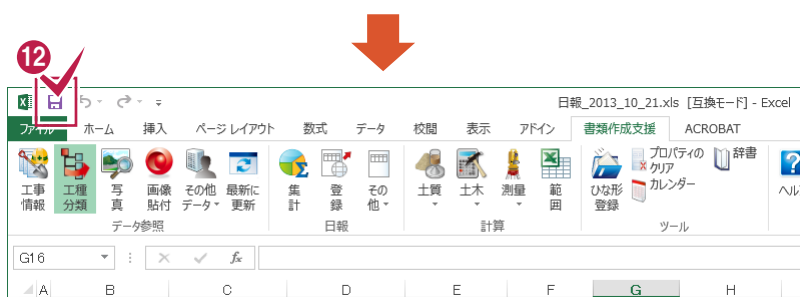 12
日報_2013_10_21.xls [互換モード] - Excel
ファイル ホーム 挿入 ページ レイアウト 数式 データ 校閲 表示 アドイン 書類作成支援 ACROBAT
工事情報 工種分類 写真 画像貼付 その他データ 最新に更新 集計 登録 その他 土質 土木 測量 範囲 ひな形登録 プロパティのクリア カレンダー 辞書
データ参照 日報 計算 ツール
G16 fx
A B C D E F G H